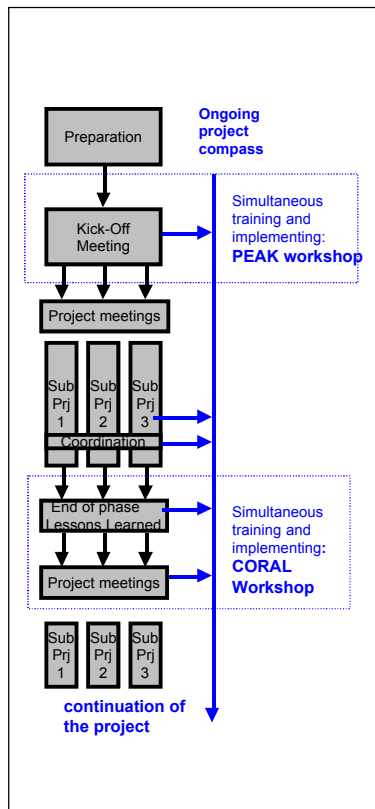 Ongoing
project
compass
Preparation
Simultaneous
training and
implementing:
PEAK workshop
Kick-Off
Meeting
Project meetings
Sub
Prj
1
Sub
Prj
2
Sub
Prj
3
Coordination
End of phase
Lessons Learned
Simultaneous
training and
implementing:
CORAL
Workshop
Project meetings
Sub
Prj
1
Sub
Prj
2
Sub
Prj
3
continuation of
the project